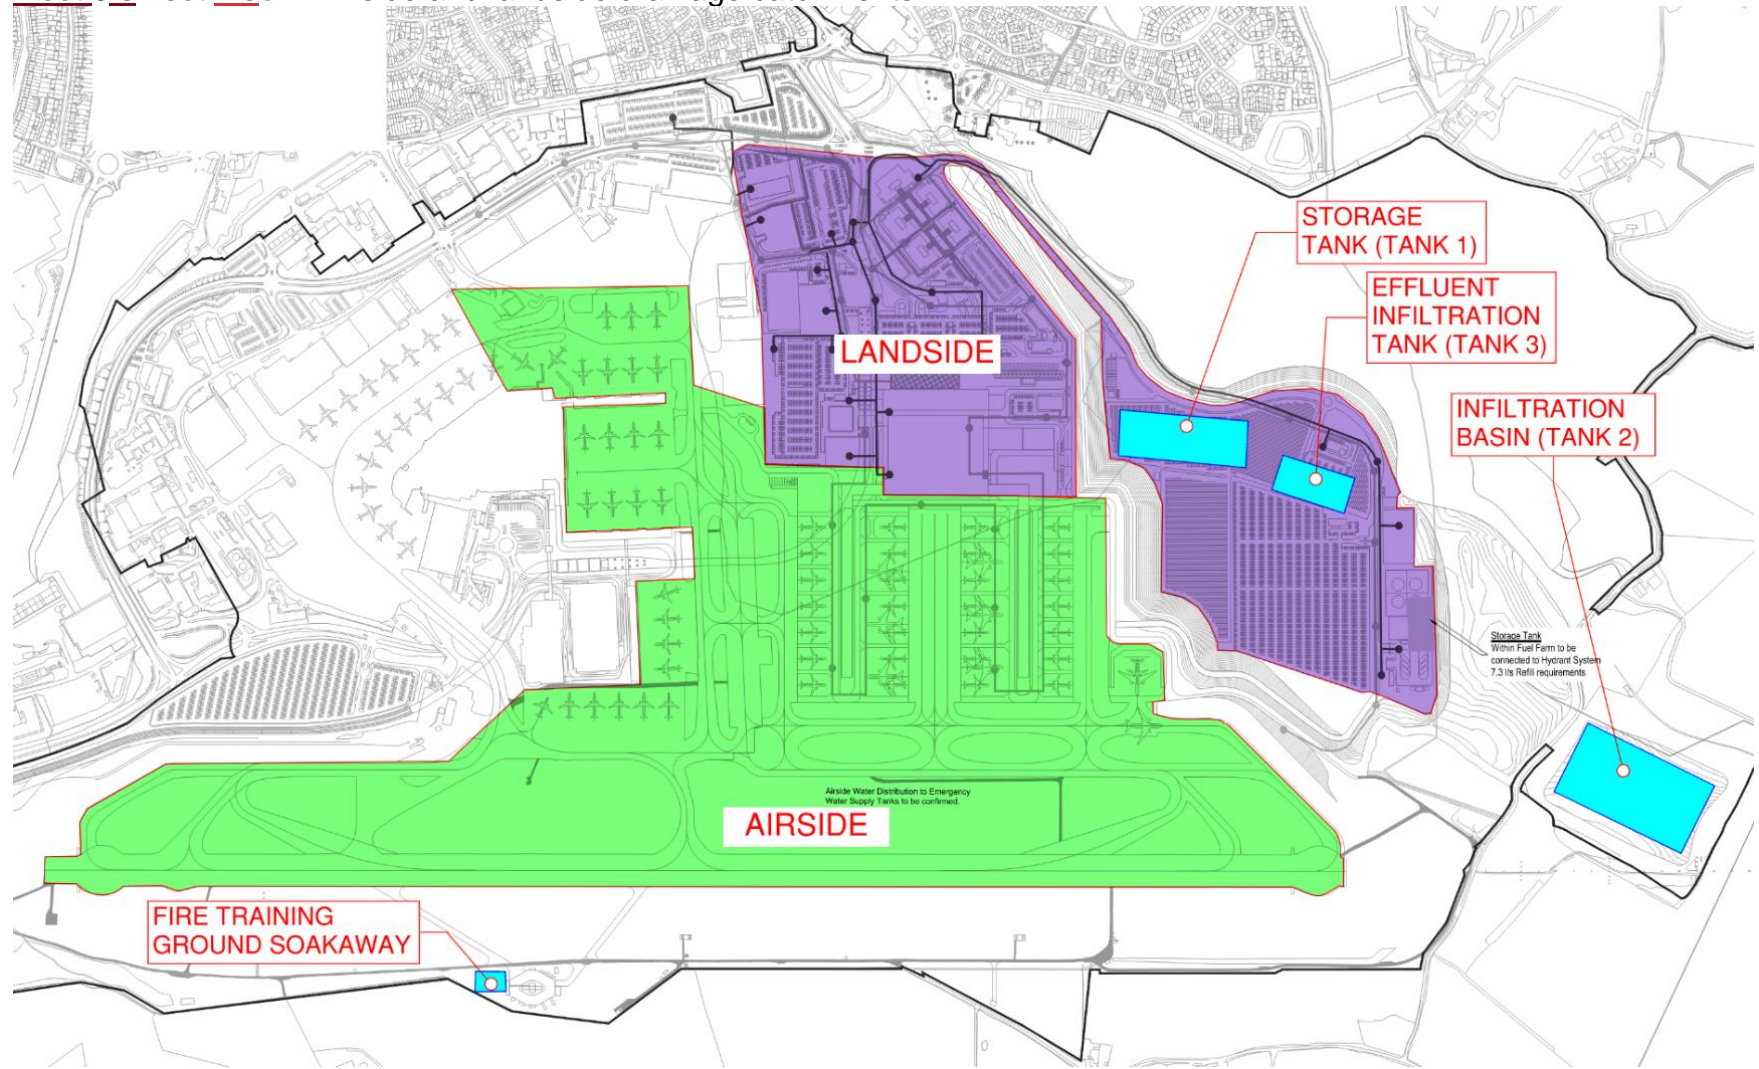 STORAGE
TANK (TANK 1)
EFFLUENT
INFILTRATION
TANK (TANK 3)
LANDSIDE
INFILTRATION
BASIN (TANK 2)
Storage Tank
Within Fuel Farm to be
connected to Hydrant System
7.3 l/s Refill requirements
Airside Water Distribution to Emergency
Water Supply Tanks to be confirmed.
AIRSIDE
FIRE TRAINING
GROUND SOAKAWAY